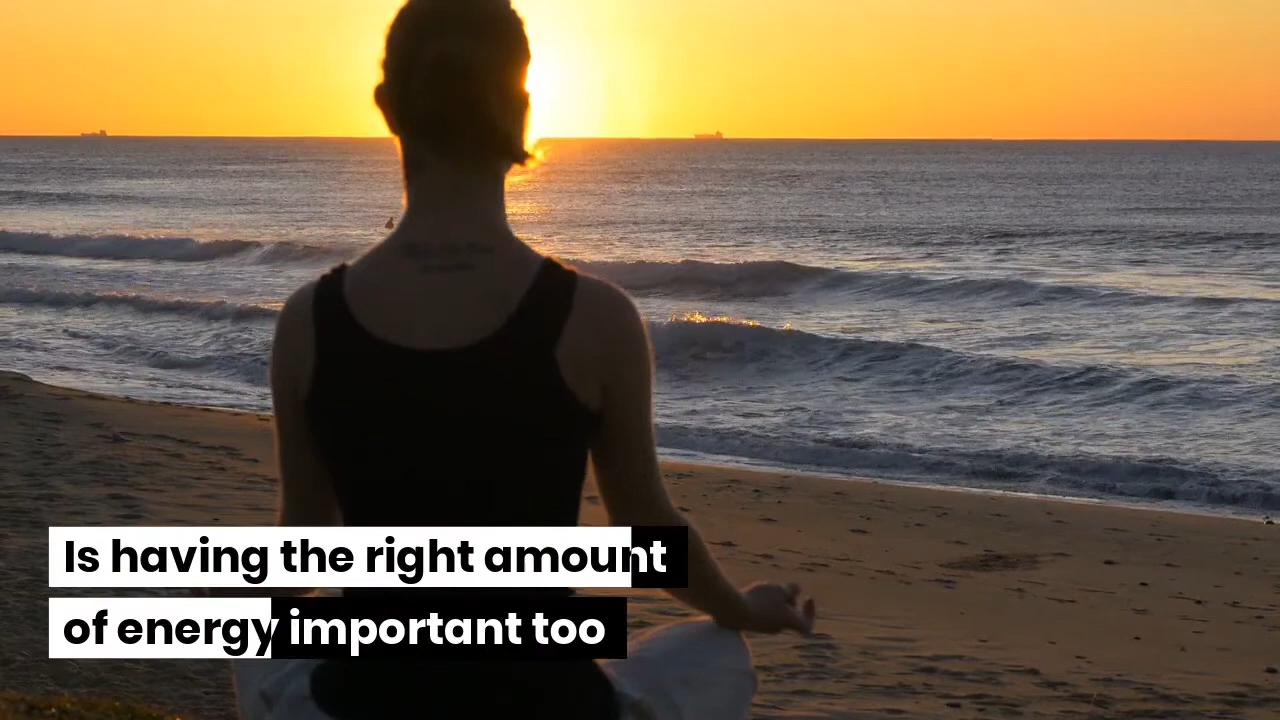 Is having the right amount
of energy important too